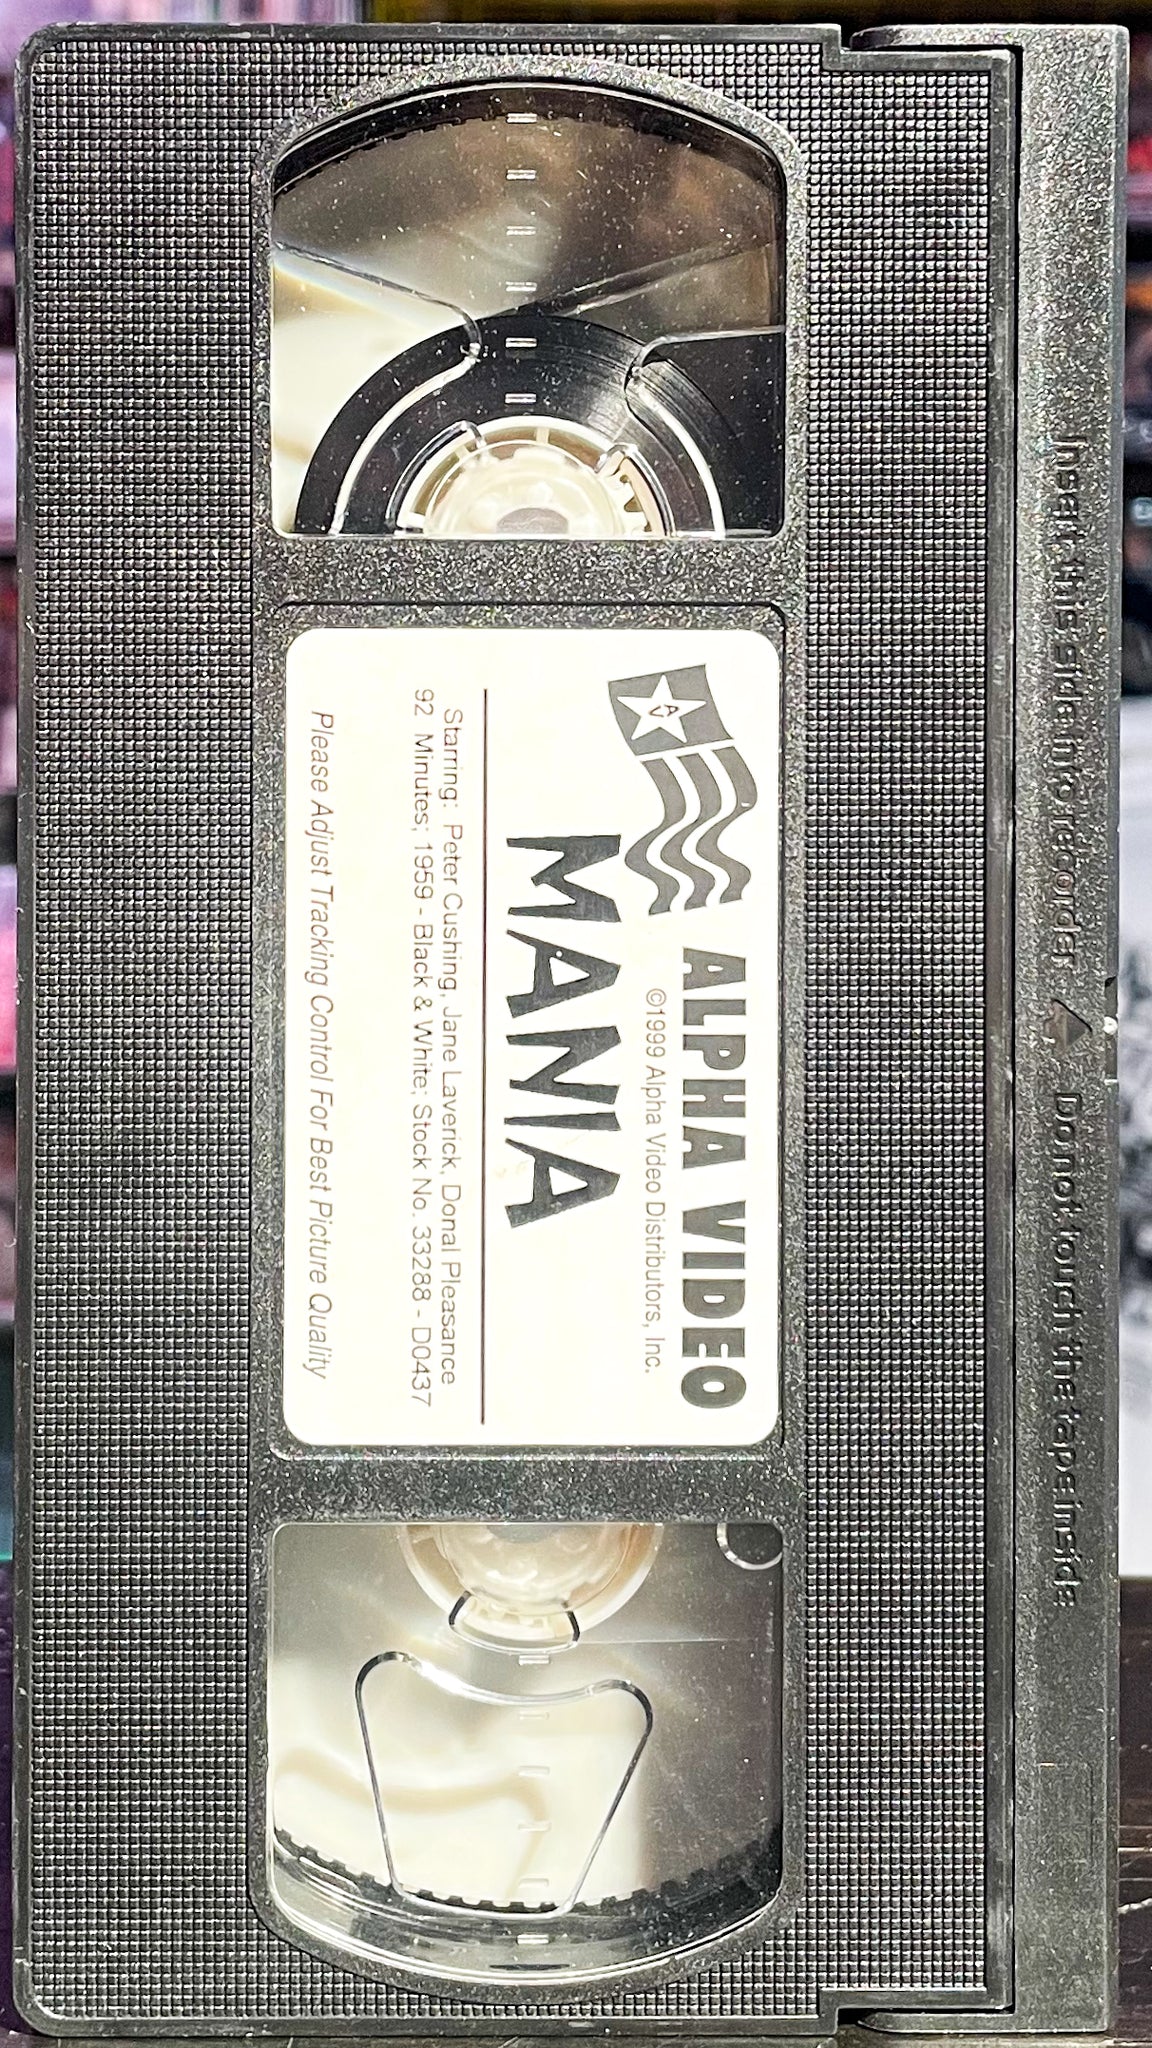 Insert this side into recorder Do not touch the tape inside
AV
ALPHA VIDEO
©1999 Alpha Video Distributors, Inc.
MANIA
Starring: Peter Cushing, Jane Laverick, Donal Pleasance
92 Minutes; 1959 - Black & White; Stock No. 33288 - D0437
Please Adjust Tracking Control For Best Picture Quality